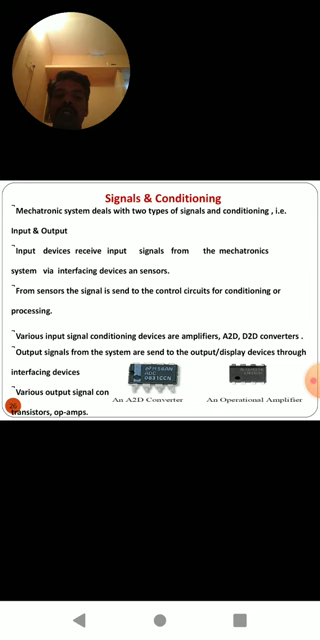 Signals & Conditioning
Mechatronic system deals with two types of signals and conditioning , i.e.
Input & Output
Input devices receive input signals from the mechatronics
system via interfacing devices an sensors.
From sensors the signal is send to the control circuits for conditioning or
processing.
Various input signal conditioning devices are amplifiers, A2D, D2D converters .
Output signals from the system are send to the output/display devices through
interfacing devices
ADC
0831CCN
Various output signal con
An A2D Converter
An Operational Amplifier
26
transistors, op-amps.